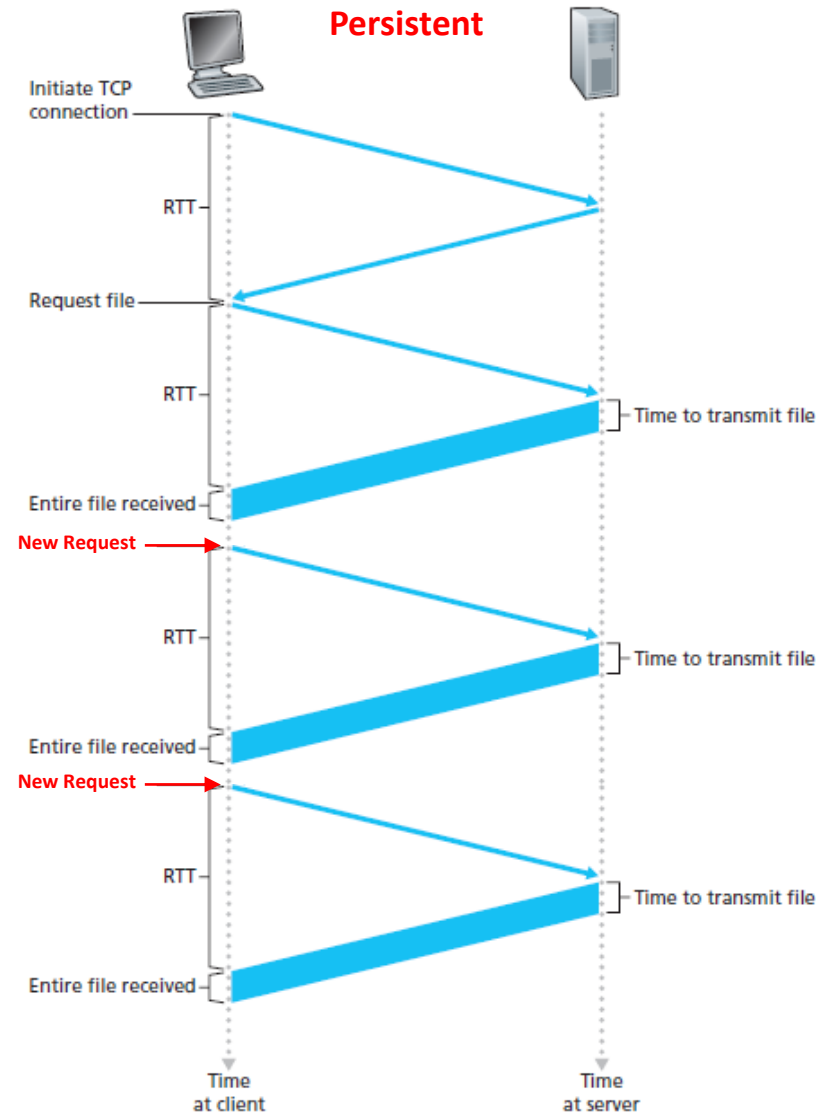 Persistent
Initiate TCP
connection
RTT
Request file
RTT
Time to transmit file
Entire file received
New Request
RTT
Time to transmit file
Entire file received
New Request
RTT
Time to transmit file
Entire file received
Time
at client
Time
at server